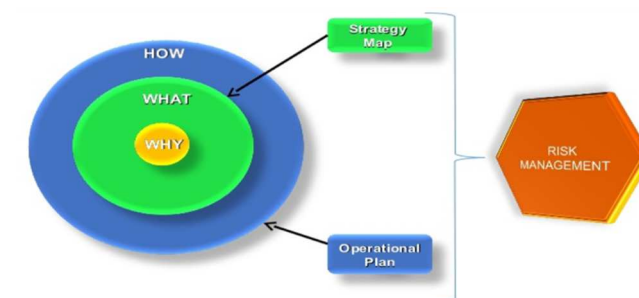 Strategy
Map
HOW
WHAT
WHY
RISK
MANAGEMENT
Operational
Plan